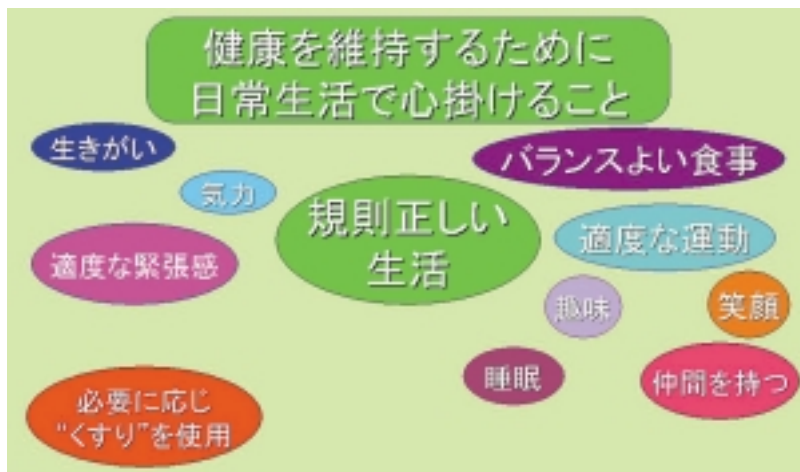 健康を維持するために
日常生活で心掛けること
生きがい
バランスよい食事
気力
規則正しい
生活
適度な運動
適度な緊張感
趣味
笑顔
睡眠
仲間を持つ
必要に応じ
“くすり”を使用